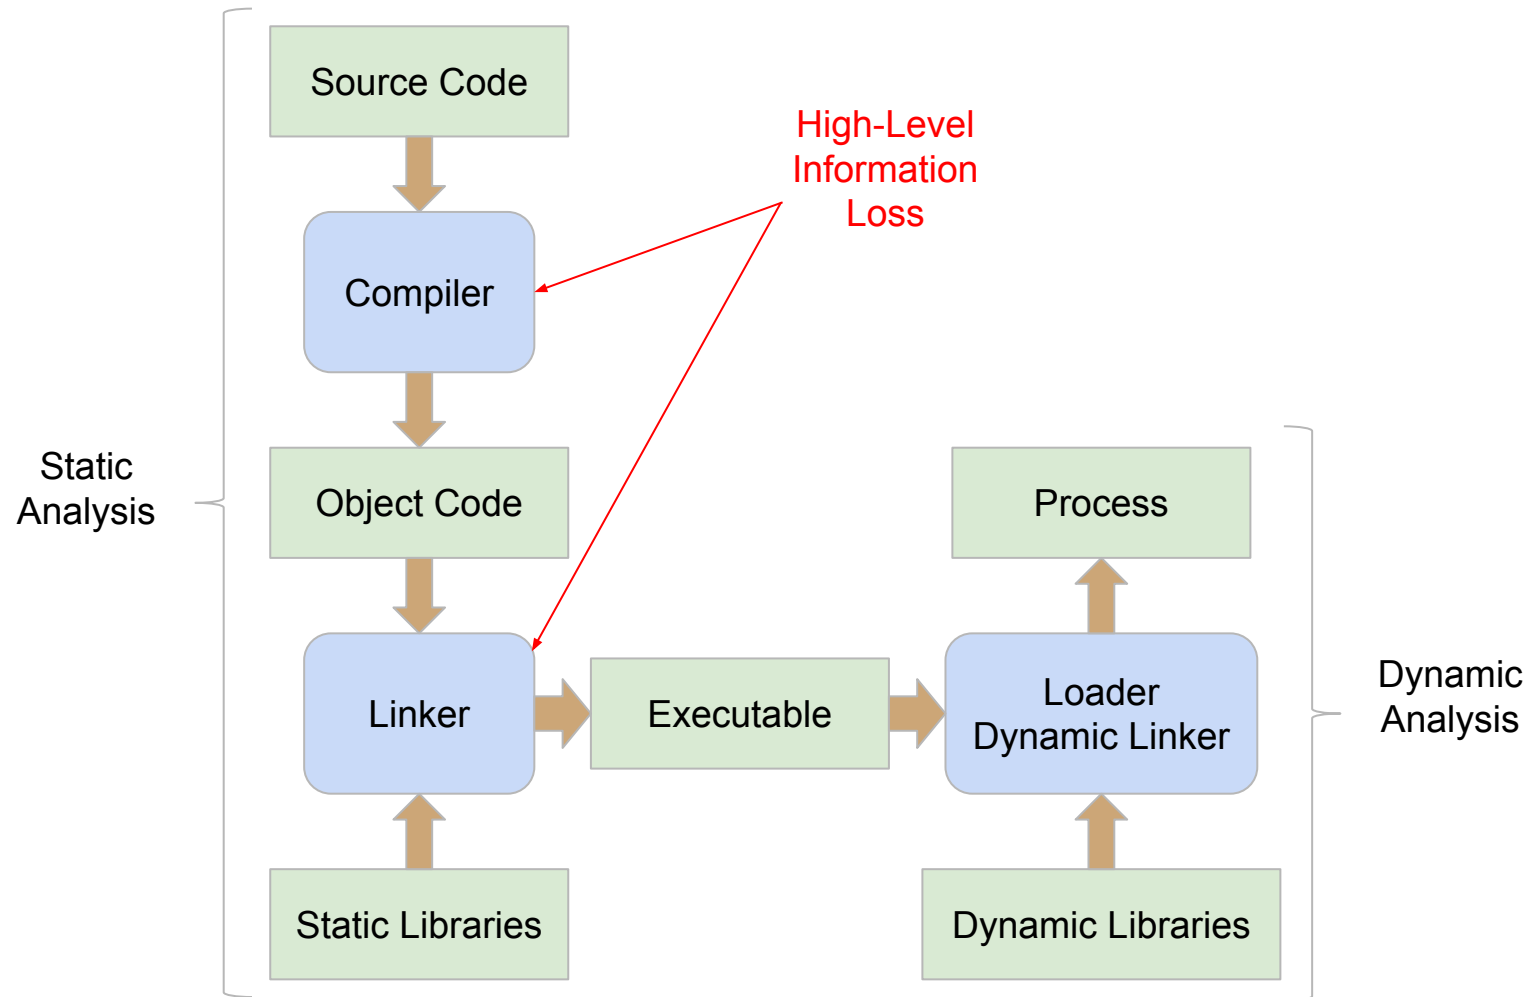 Source Code
High-Level
Information
Loss
Compiler
Static
Analysis
Object Code
Process
Linker
Executable
Loader
Dynamic Linker
Dynamic
Analysis
Static Libraries
Dynamic Libraries